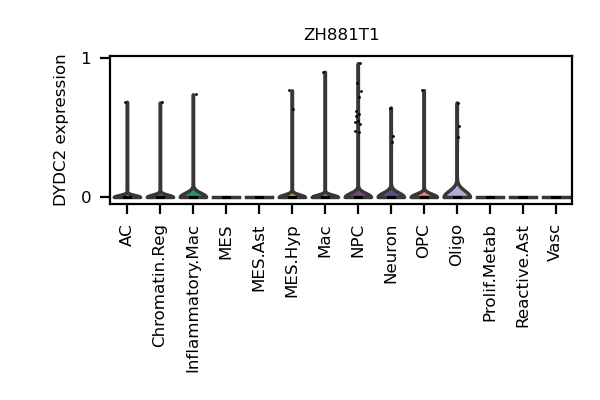 ZH881T1
DYDC2 expression
1
0
AC
Chromatin.Reg
Inflammatory.Mac
MES
MES.Ast
MES.Hyp
Mac
NPC
Neuron
OPC
Oligo
Prolif.Metab
Reactive.Ast
Vasc